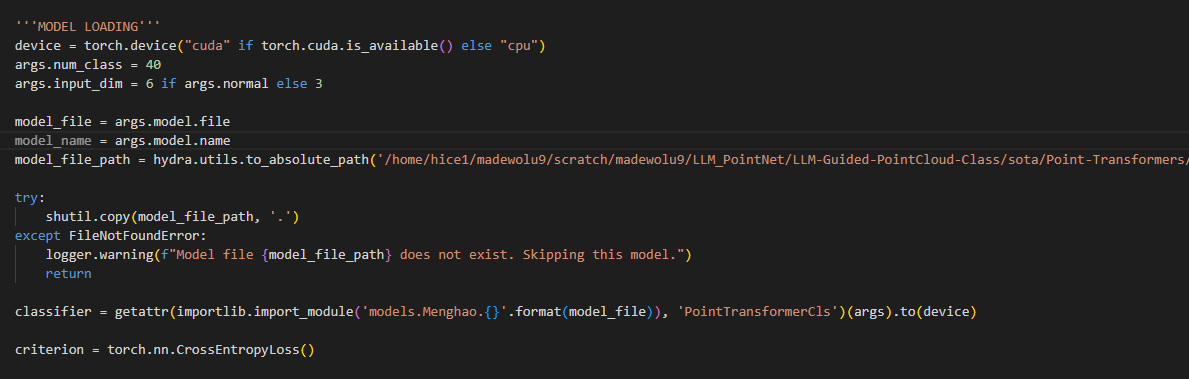 '''MODEL LOADING'''
device = torch.device("cuda" if torch.cuda.is_available() else "cpu")
args.num_class = 40
args.input_dim = 6 if args.normal else 3
model_file = args.model.file
model_name = args.model.name
model_file_path = hydra.utils.to_absolute_path('/home/hice1/madewolu9/scratch/madewolu9/LLM_PointNet/LLM-Guided-PointCloud-Class/sota/Point-Transformers/
try:
    shutil.copy(model_file_path, '.')
except FileNotFoundError:
    logger.warning(f"Model file {model_file_path} does not exist. Skipping this model.")
    return
classifier = getattr(importlib.import_module('models.Menghao.{}'.format(model_file)), 'PointTransformerCls')(args).to(device)
criterion = torch.nn.CrossEntropyLoss()